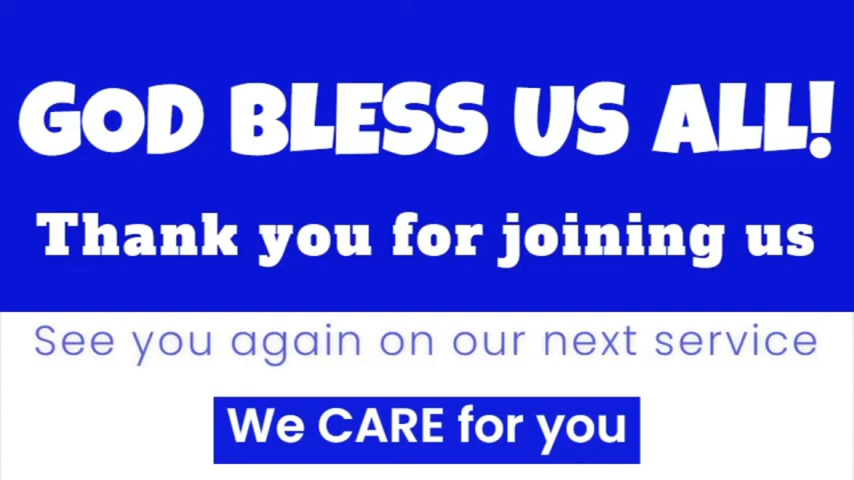 GOD BLESS US ALL!
Thank you for joining us
See you again on our next service
We CARE for you